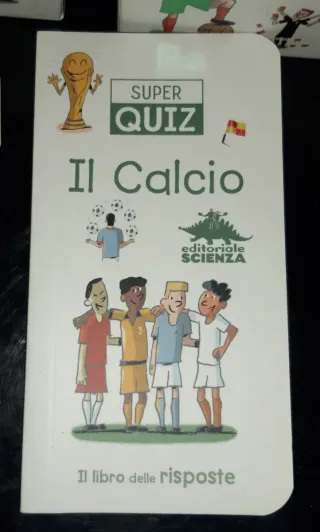 SUPER
QUIZ
Il Calcio
editoriale
SCIENZA
Il libro delle risposte